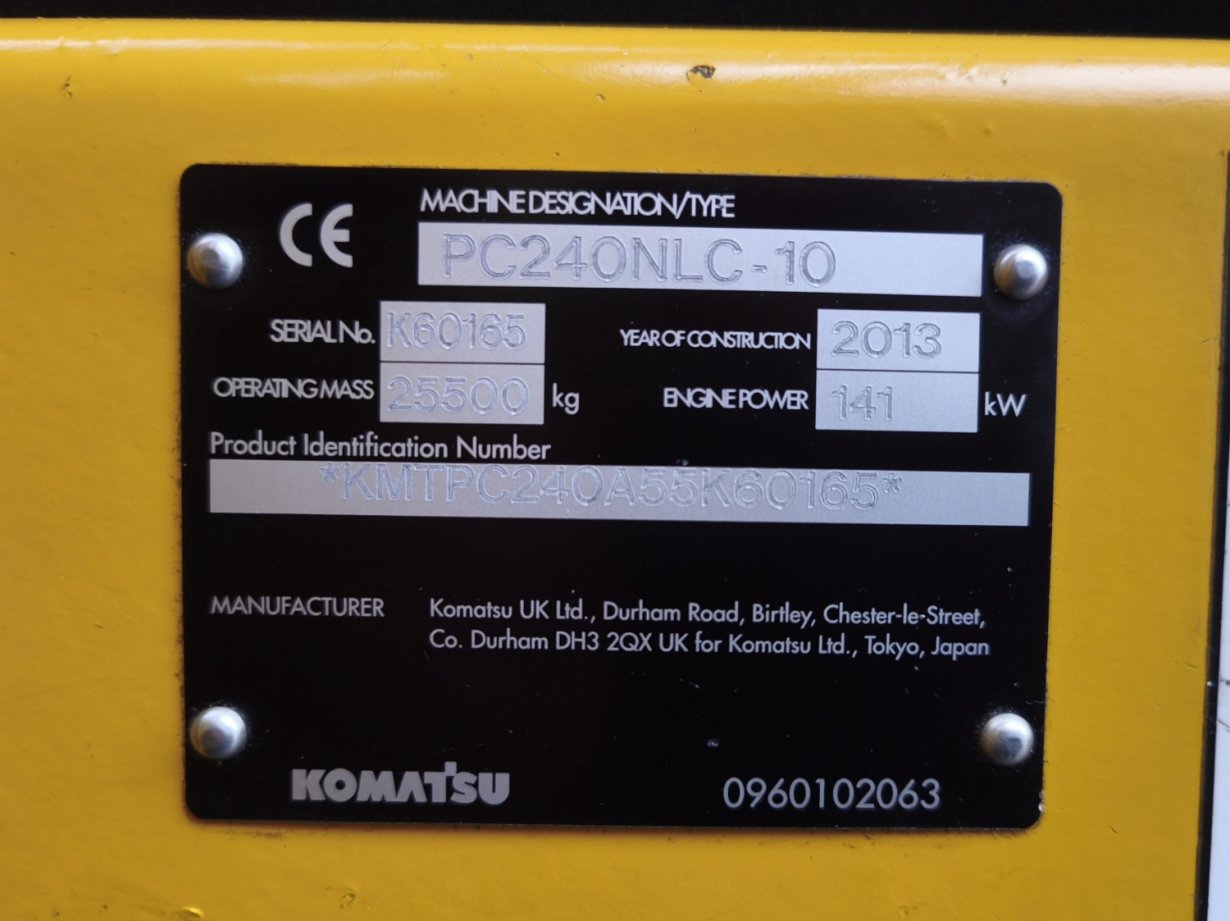 CE
MACHINE DESIGNATION/TYPE
PC240NLC-10
SERIAL No. K60165 YEAR OF CONSTRUCTION 2013
OPERATING MASS 25500 kg ENGINE POWER 141 kW
Product Identification Number
*KMTPC240A55K60165*
MANUFACTURER Komatsu UK Ltd., Durham Road, Birtley, Chester-le-Street,
Co. Durham DH3 2QX UK for Komatsu Ltd., Tokyo, Japan
KOMATSU 0960102063